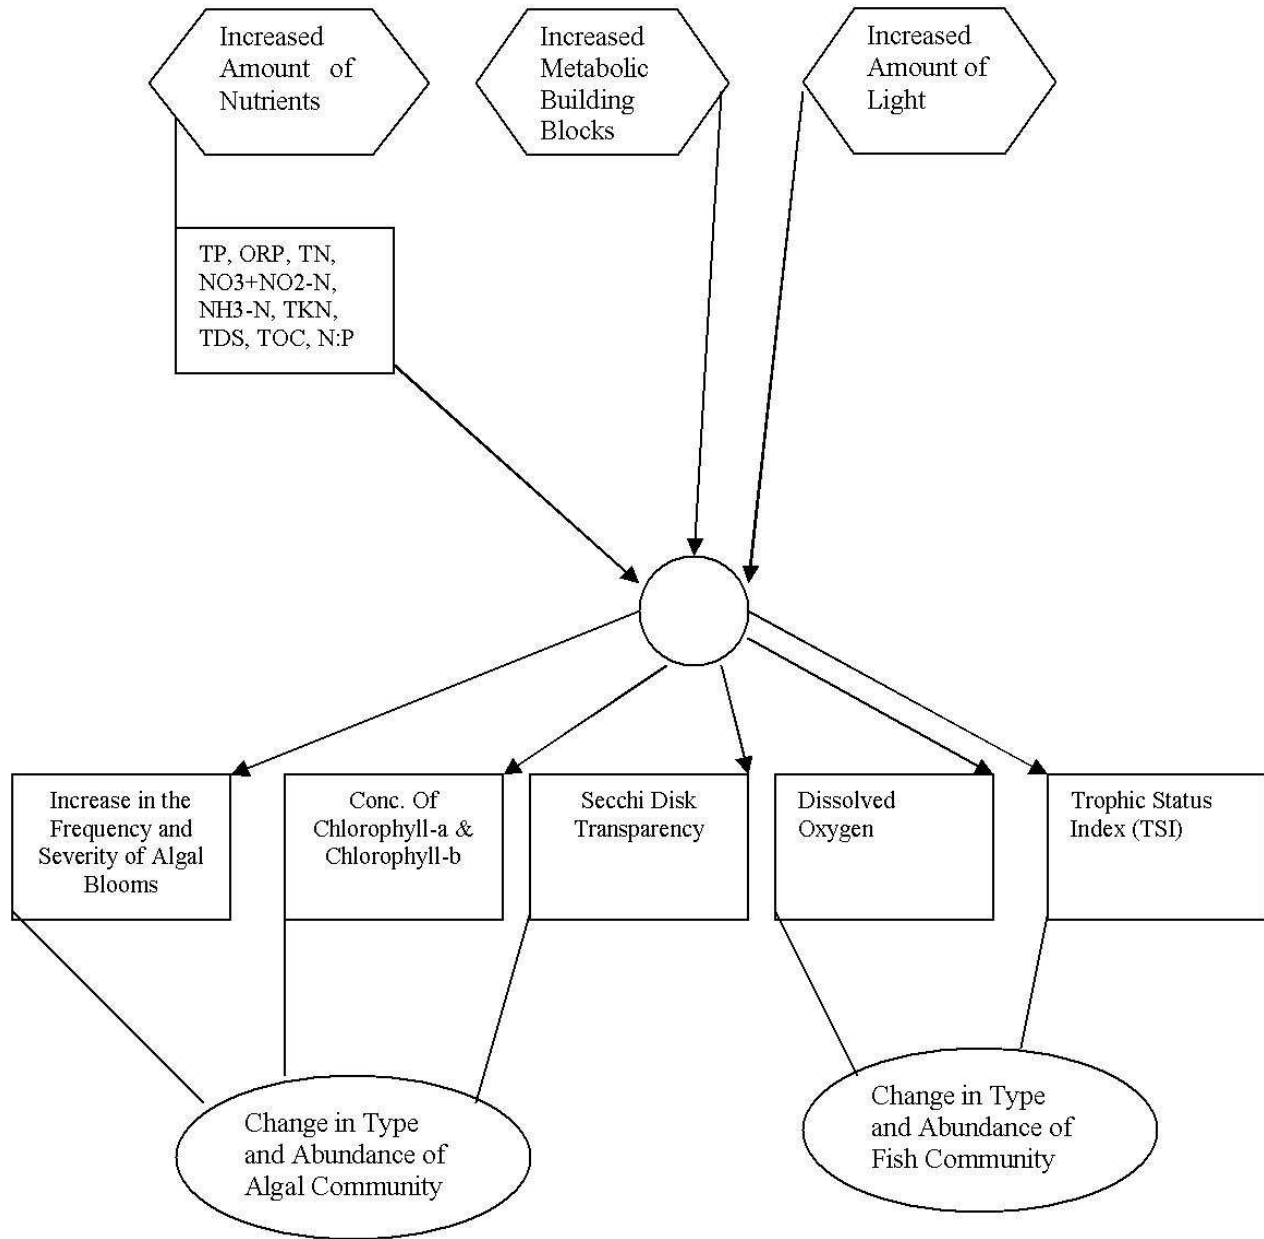 Increased
Amount of
Nutrients
Increased
Metabolic
Building
Blocks
Increased
Amount of
Light
TP, ORP, TN,
NO3+NO2-N,
NH3-N, TKN,
TDS, TOC, N:P
Increase in the
Frequency and
Severity of Algal
Blooms
Conc. Of
Chlorophyll-a &
Chlorophyll-b
Secchi Disk
Transparency
Dissolved
Oxygen
Trophic Status
Index (TSI)
Change in Type
and Abundance of
Algal Community
Change in Type
and Abundance of
Fish Community